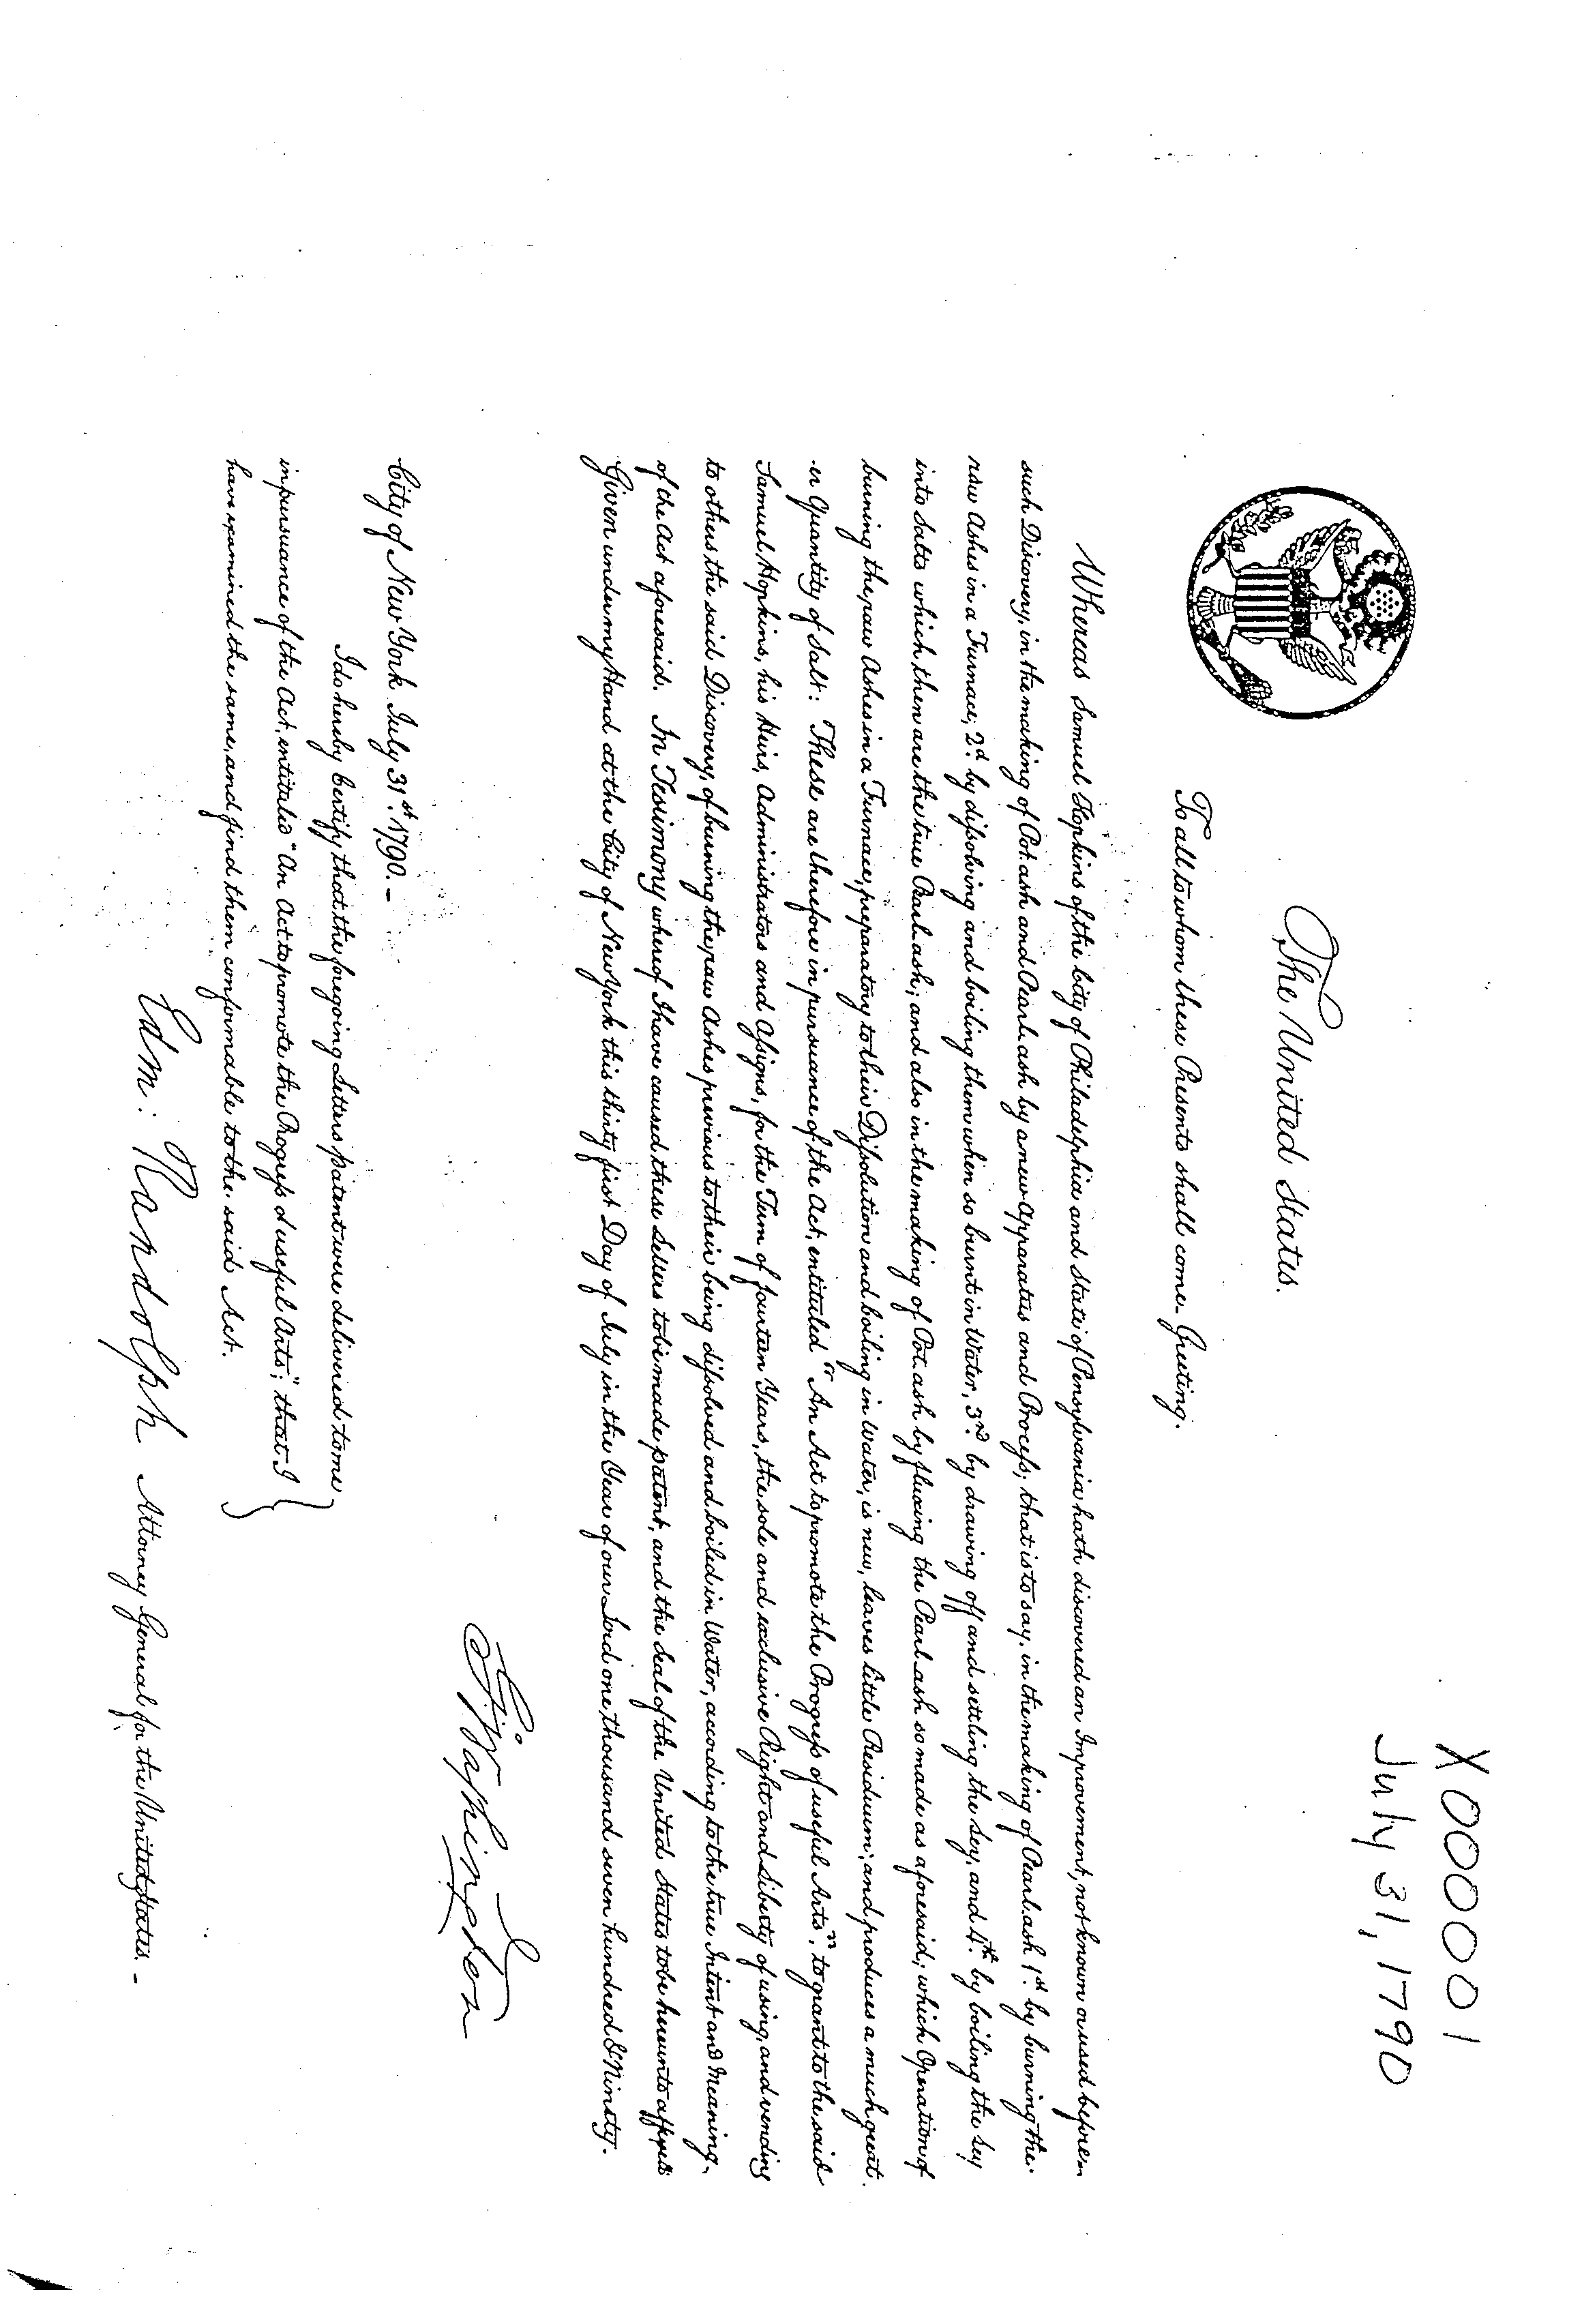 X000001
July 31, 1790
The United States.
To all to whom these Presents shall come. Greeting.
Whereas Samuel Hopkins of the City of Philadelphia and State of Pensylvania hath discovered an Improvement, not known or used before
such Discovery, in the making of Pot ash and Pearl ash by a new Apparatus and Process; that is to say, in the making of Pearl ash 1st. by burning the
raw Ashes in a Furnace, 2d. by dissolving and boiling them when so burnt in Water, 3rd. by drawing off and settling the Ley, and 4th. by boiling the Ley
into Salts which then are the true Pearl ash; and also in the making of Pot ash by fluxing the Pearl ash so made as aforesaid; which Operation of
burning the raw Ashes in a Furnace, preparatory to their Dissolution and boiling in Water, is new, leaves little Residuum; and produces a much great
er Quantity of Salt: These are therefore in pursuance of the Act, entituled "An Act to promote the Progress of useful Arts", to grant to the said
Samuel Hopkins, his Heirs, Administrators and Assigns, for the Term of fourteen Years, the sole and exclusive Right and Liberty of using, and vending
to others the said Discovery, of burning the raw Ashes previous to their being dissolved and boiled in Water, according to the true Intent and Meaning
of the Act aforesaid. In Testimony whereof I have caused these Letters to be made patent, and the Seal of the United States to be hereunto affixed
Given under my Hand at the City of New York this thirty first Day of July in the Year of our Lord one thousand seven hundred & Ninety.
G. Washington
City of New York July 31st. 1790. -
I do hereby Certify that the foregoing Letters patent were delivered to me
in pursuance of the Act, entituled "An Act to promote the Progress of useful Arts"; that I
have examined the same, and find them conformable to the said Act.
Edm: Randolph Attorney General for the United States. -